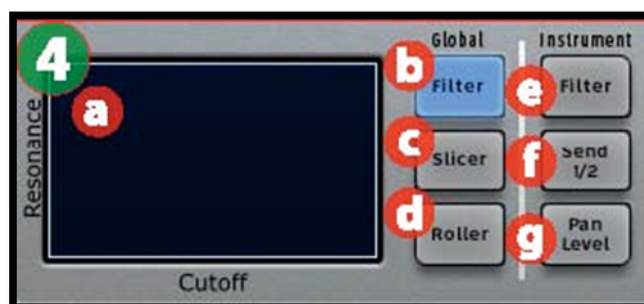 4
Global
Instrument
a
b
Filter
e
Filter
Resonance
c
Slicer
f
Send
1/2
d
Roller
g
Pan
Level
Cutoff